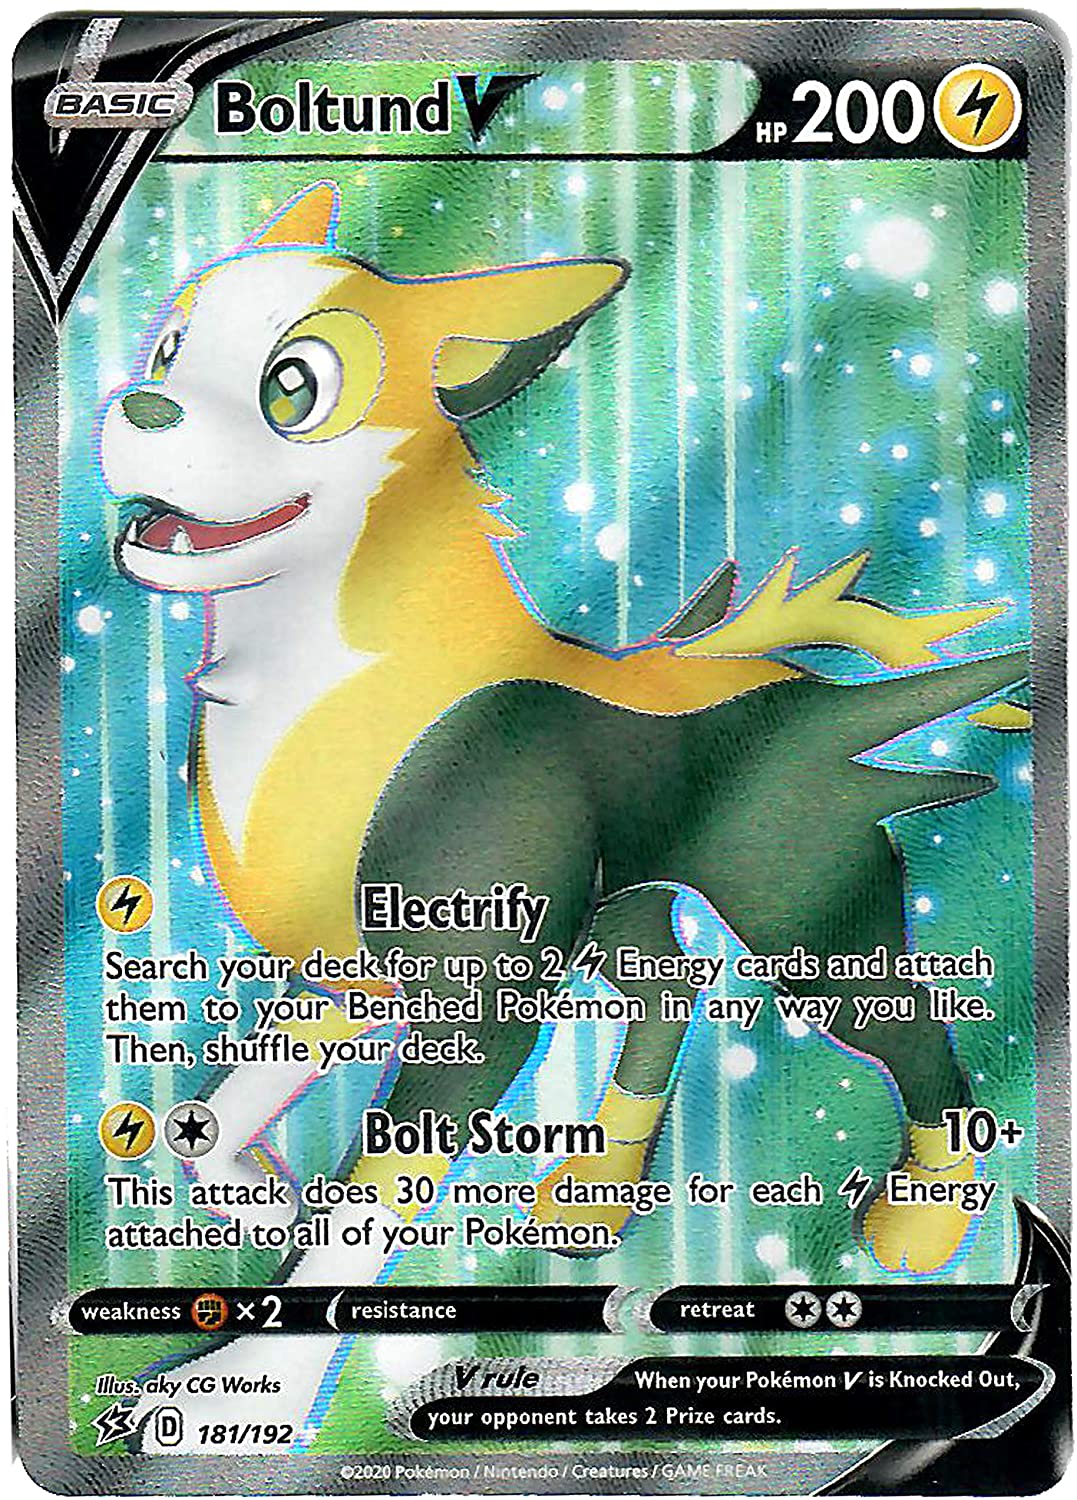 BASIC Boltund V HP 200
Electrify
Search your deck for up to 2 Energy cards and attach
them to your Benched Pokémon in any way you like.
Then, shuffle your deck.
Bolt Storm 10+
This attack does 30 more damage for each Energy
attached to all of your Pokémon.
weakness ×2 resistance retreat
Illus. aky CG Works
V rule When your Pokémon V is Knocked Out,
your opponent takes 2 Prize cards.
D 181/192
©2020 Pokémon / Nintendo / Creatures / GAME FREAK